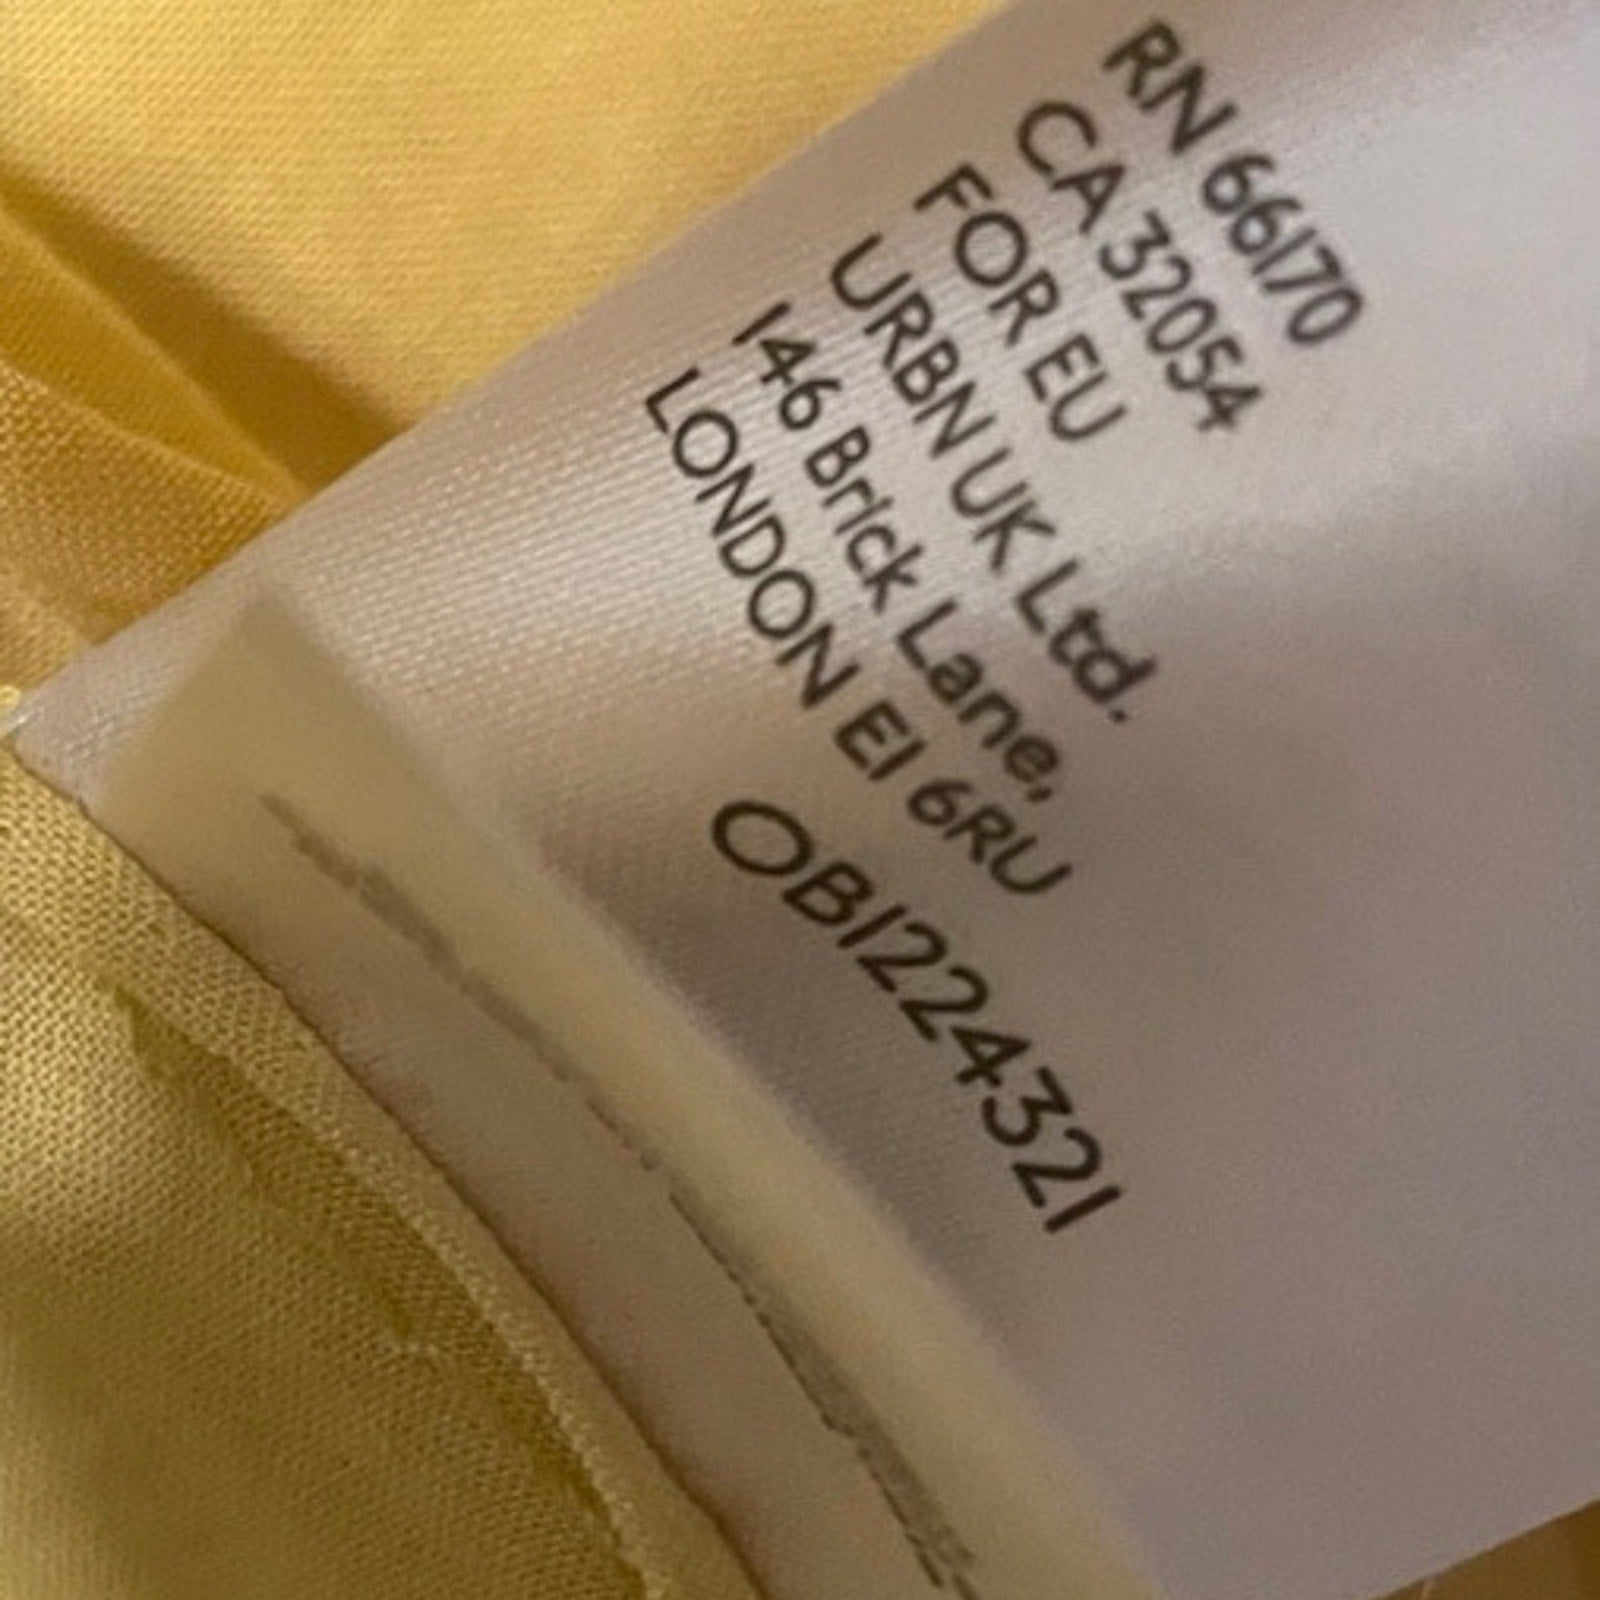 RN 66170
CA 32054
FOR EU
URBN UK Ltd.
146 Brick Lane,
LONDON E1 6RU
OB1224321